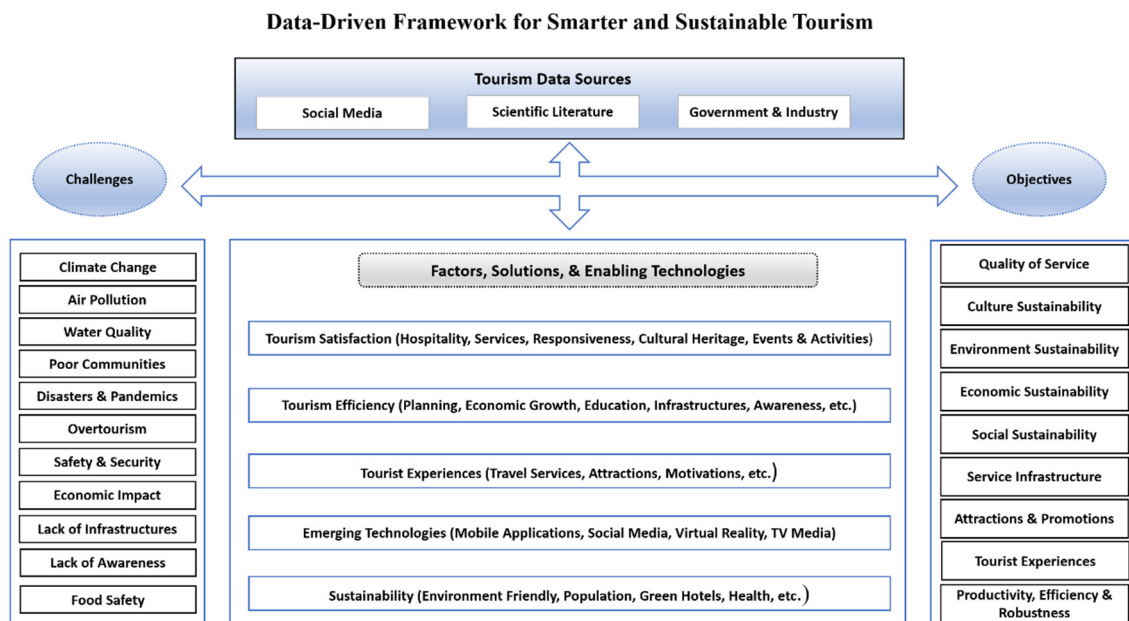 Data-Driven Framework for Smarter and Sustainable Tourism
Tourism Data Sources
Social Media
Scientific Literature
Government & Industry
Challenges
Objectives
Climate Change
Air Pollution
Water Quality
Poor Communities
Disasters & Pandemics
Overtourism
Safety & Security
Economic Impact
Lack of Infrastructures
Lack of Awareness
Food Safety
Factors, Solutions, & Enabling Technologies
Tourism Satisfaction (Hospitality, Services, Responsiveness, Cultural Heritage, Events & Activities)
Tourism Efficiency (Planning, Economic Growth, Education, Infrastructures, Awareness, etc.)
Tourist Experiences (Travel Services, Attractions, Motivations, etc.)
Emerging Technologies (Mobile Applications, Social Media, Virtual Reality, TV Media)
Sustainability (Environment Friendly, Population, Green Hotels, Health, etc.)
Quality of Service
Culture Sustainability
Environment Sustainability
Economic Sustainability
Social Sustainability
Service Infrastructure
Attractions & Promotions
Tourist Experiences
Productivity, Efficiency &
Robustness